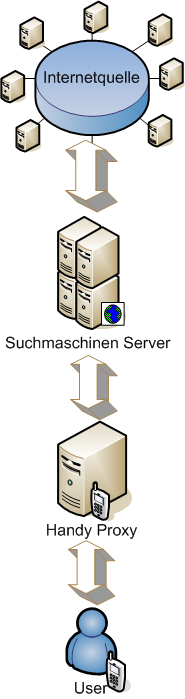 Internetquelle
Suchmaschinen Server
Handy Proxy
User